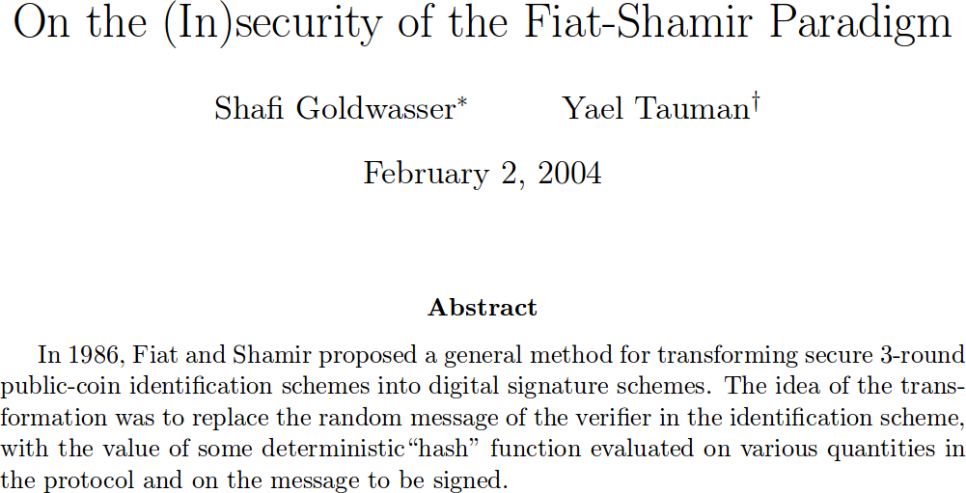 On the (In)security of the Fiat-Shamir Paradigm
Shafi Goldwasser* Yael Tauman†
February 2, 2004
Abstract
In 1986, Fiat and Shamir proposed a general method for transforming secure 3-round
public-coin identification schemes into digital signature schemes. The idea of the trans-
formation was to replace the random message of the verifier in the identification scheme,
with the value of some deterministic“hash” function evaluated on various quantities in
the protocol and on the message to be signed.